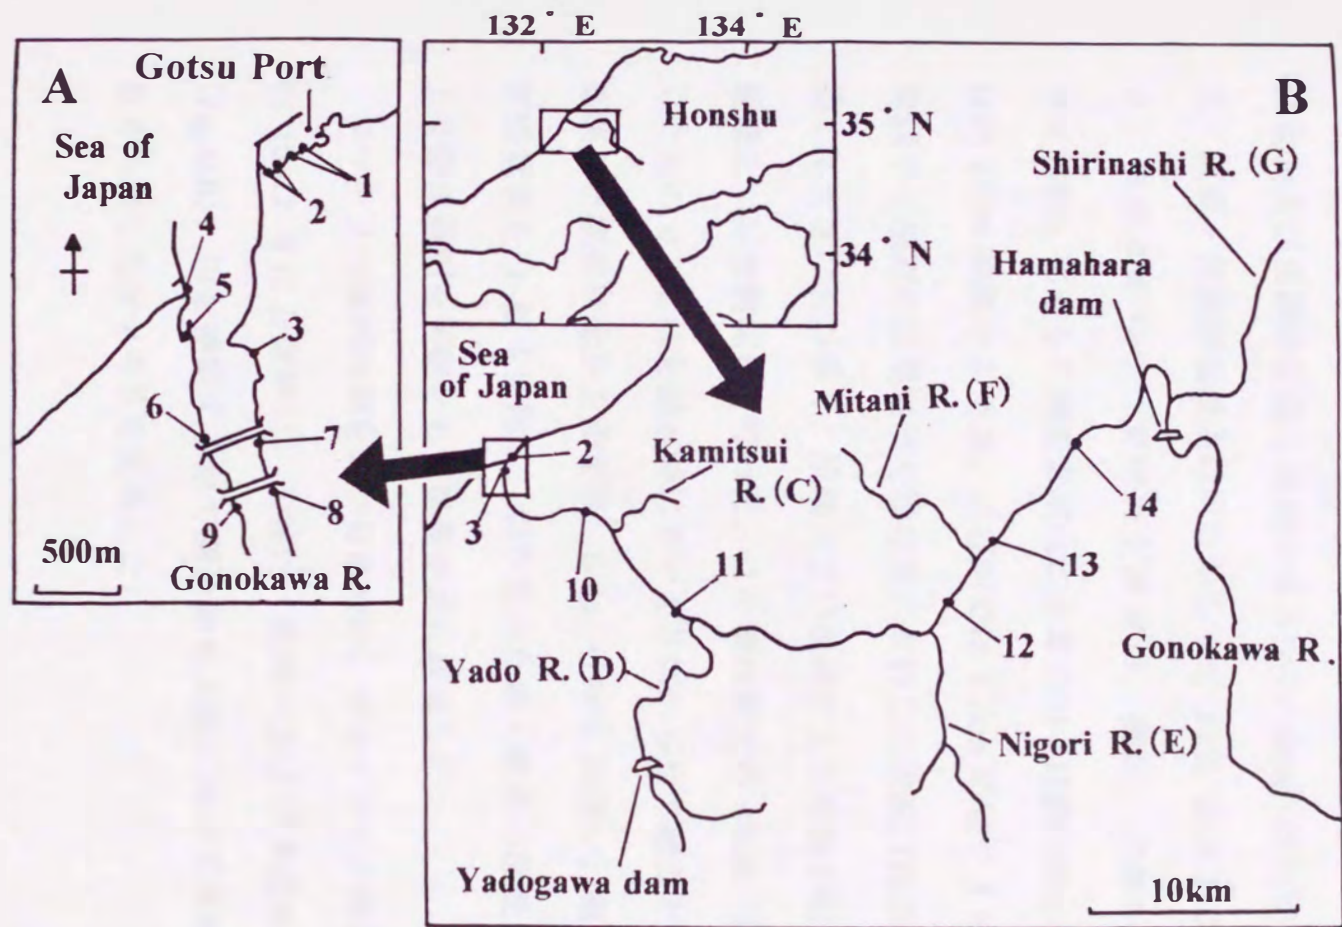 132° E
134° E
A
Gotsu Port
Sea of
Japan
1
2
3
4
5
6
7
8
9
500m
Gonokawa R.
B
Honshu
35° N
34° N
Shirinashi R. (G)
Hamahara
dam
Sea
of Japan
Mitani R. (F)
Kamitsui
R. (C)
2
3
10
11
12
13
14
Yado R. (D)
Gonokawa R.
Nigori R. (E)
Yadogawa dam
10km